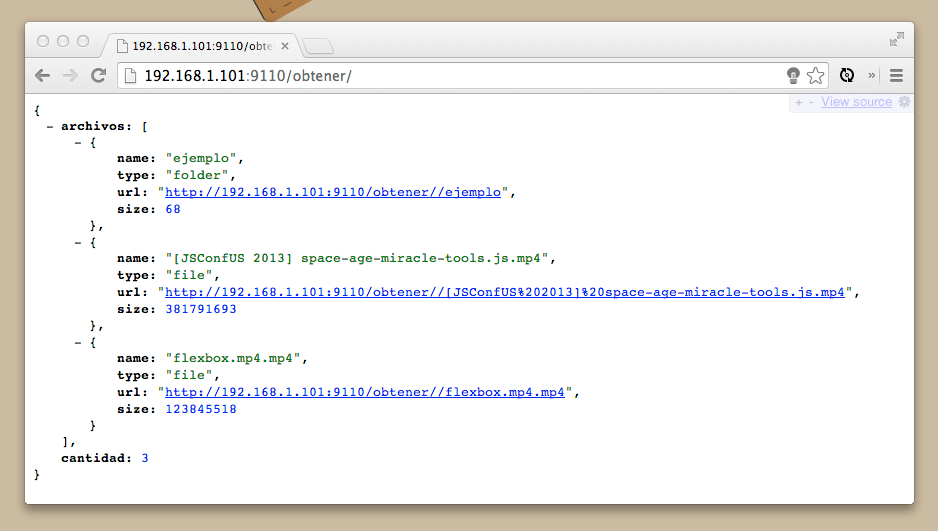 192.168.1.101:9110/obte
192.168.1.101:9110/obtener/
+ - View source
{
- archivos: [
- {
name: "ejemplo",
type: "folder",
url: "http://192.168.1.101:9110/obtener//ejemplo",
size: 68
},
- {
name: "[JSConfUS 2013] space-age-miracle-tools.js.mp4",
type: "file",
url: "http://192.168.1.101:9110/obtener//[JSConfUS%202013]%20space-age-miracle-tools.js.mp4",
size: 381791693
},
- {
name: "flexbox.mp4.mp4",
type: "file",
url: "http://192.168.1.101:9110/obtener//flexbox.mp4.mp4",
size: 123845518
}
],
cantidad: 3
}